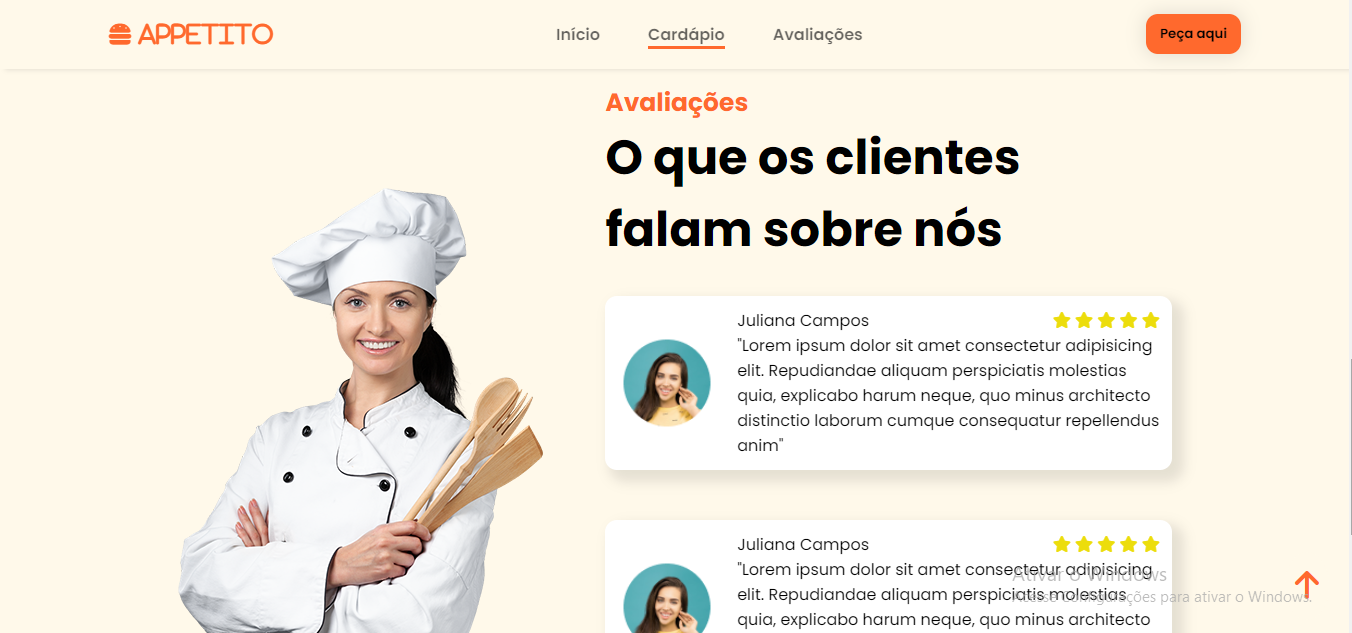 APPETITO
Início
Cardápio
Avaliações
Peça aqui
Avaliações
O que os clientes
falam sobre nós
Juliana Campos
"Lorem ipsum dolor sit amet consectetur adipisicing
elit. Repudiandae aliquam perspiciatis molestias
quia, explicabo harum neque, quo minus architecto
distinctio laborum cumque consequatur repellendus
anim"
Juliana Campos
"Lorem ipsum dolor sit amet consectetur adipisicing
elit. Repudiandae aliquam perspiciatis molestias
quia, explicabo harum neque, quo minus architecto
Ativar o Windows
Acesse Configurações para ativar o Windows.